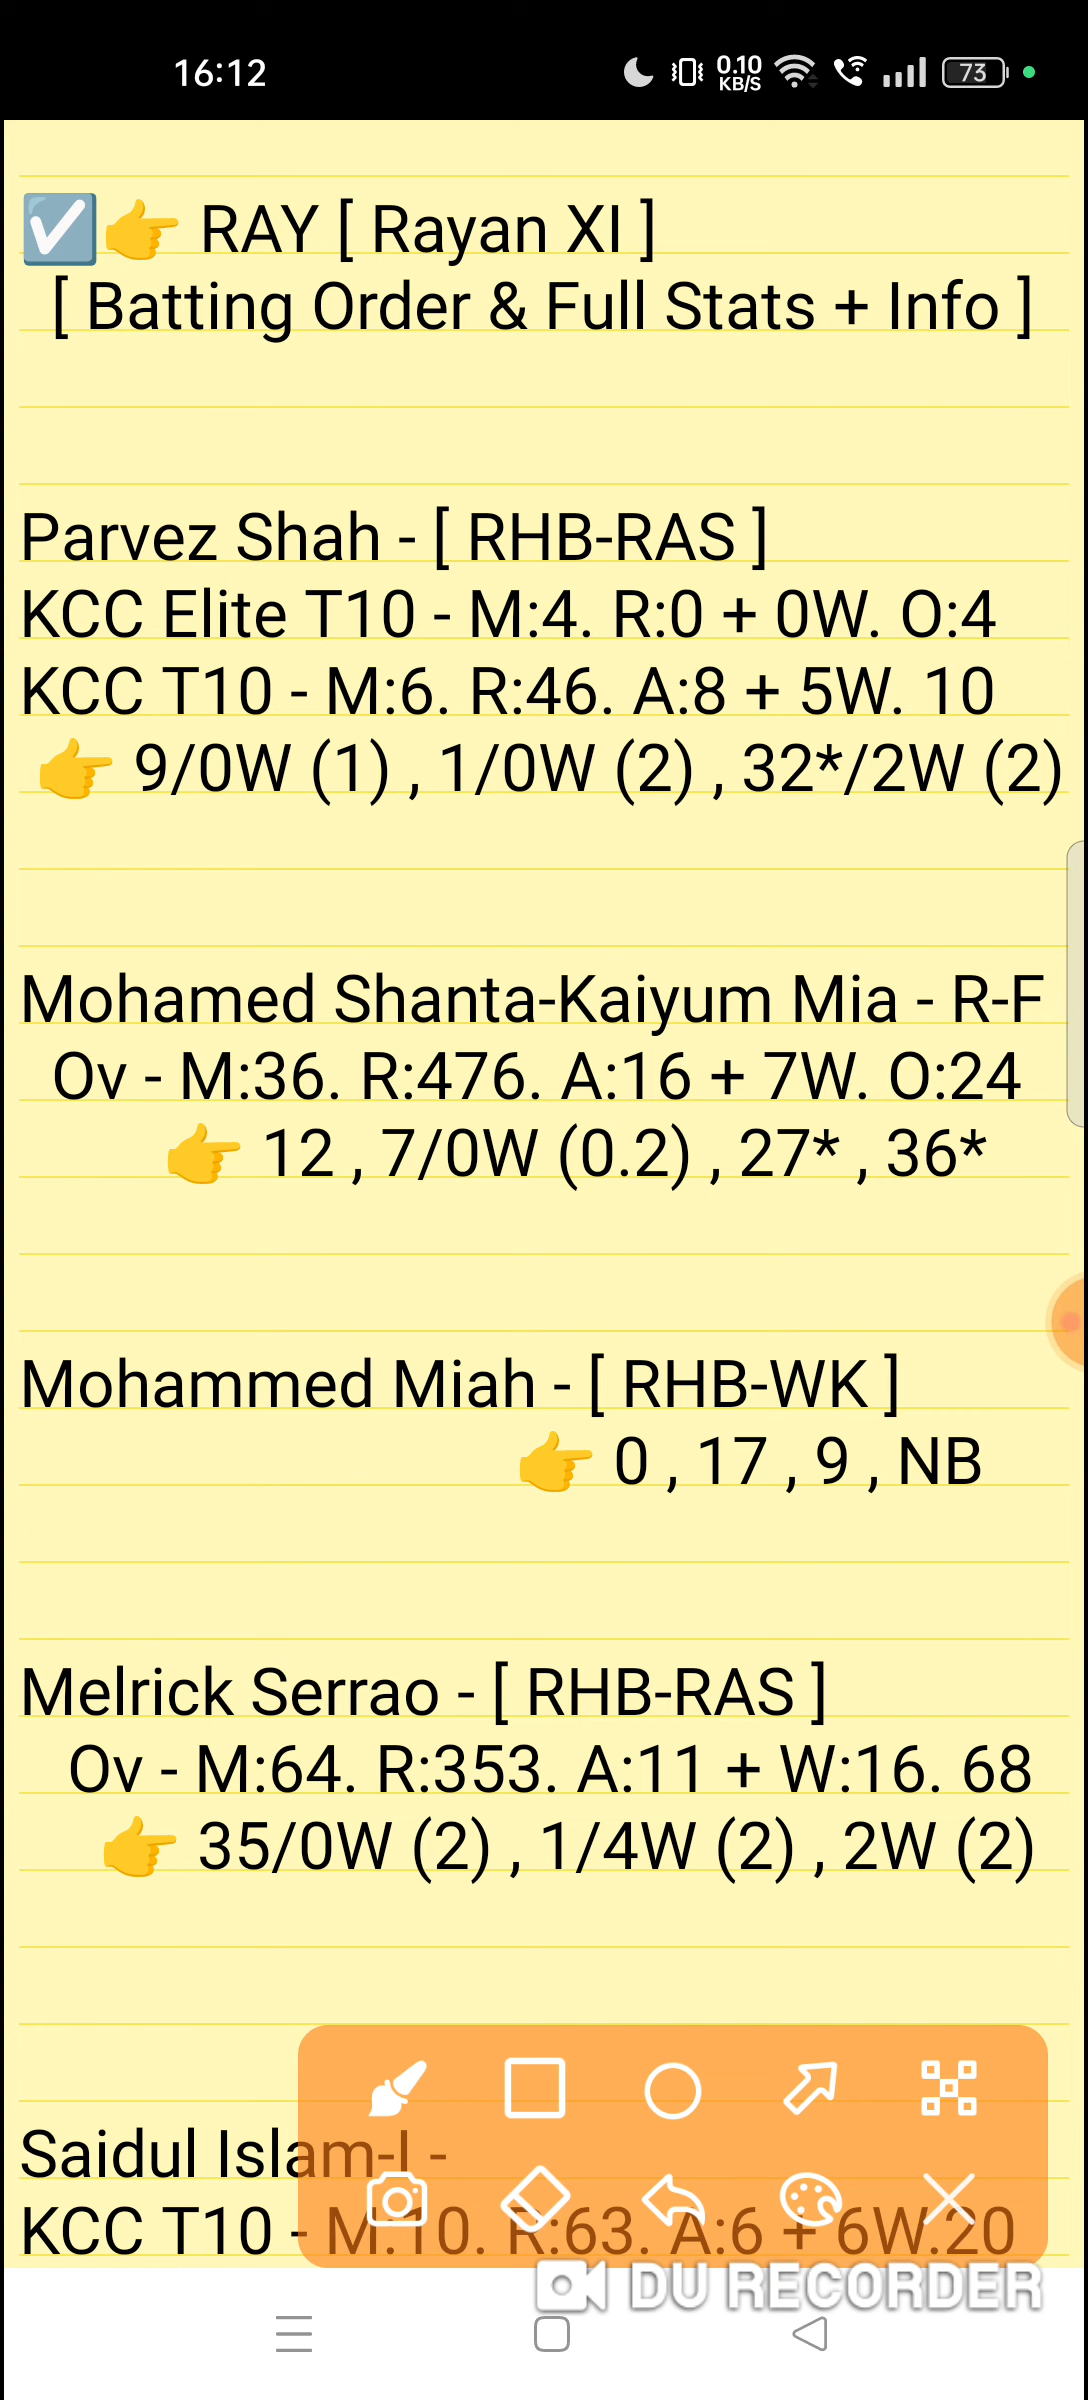 16:12
0.10
KB/S
73
☑👉 RAY [ Rayan XI ]
[ Batting Order & Full Stats + Info ]
Parvez Shah - [ RHB-RAS ]
KCC Elite T10 - M:4. R:0 + 0W. O:4
KCC T10 - M:6. R:46. A:8 + 5W. 10
👉 9/0W (1) , 1/0W (2) , 32*/2W (2)
Mohamed Shanta-Kaiyum Mia - R-F
Ov - M:36. R:476. A:16 + 7W. O:24
👉 12 , 7/0W (0.2) , 27* , 36*
Mohammed Miah - [ RHB-WK ]
👉 0 , 17 , 9 , NB
Melrick Serrao - [ RHB-RAS ]
Ov - M:64. R:353. A:11 + W:16. 68
👉 35/0W (2) , 1/4W (2) , 2W (2)
Saidul Islam-I -
KCC T10 - M:10. R:63. A:6 + 6W.20
DU RECORDER